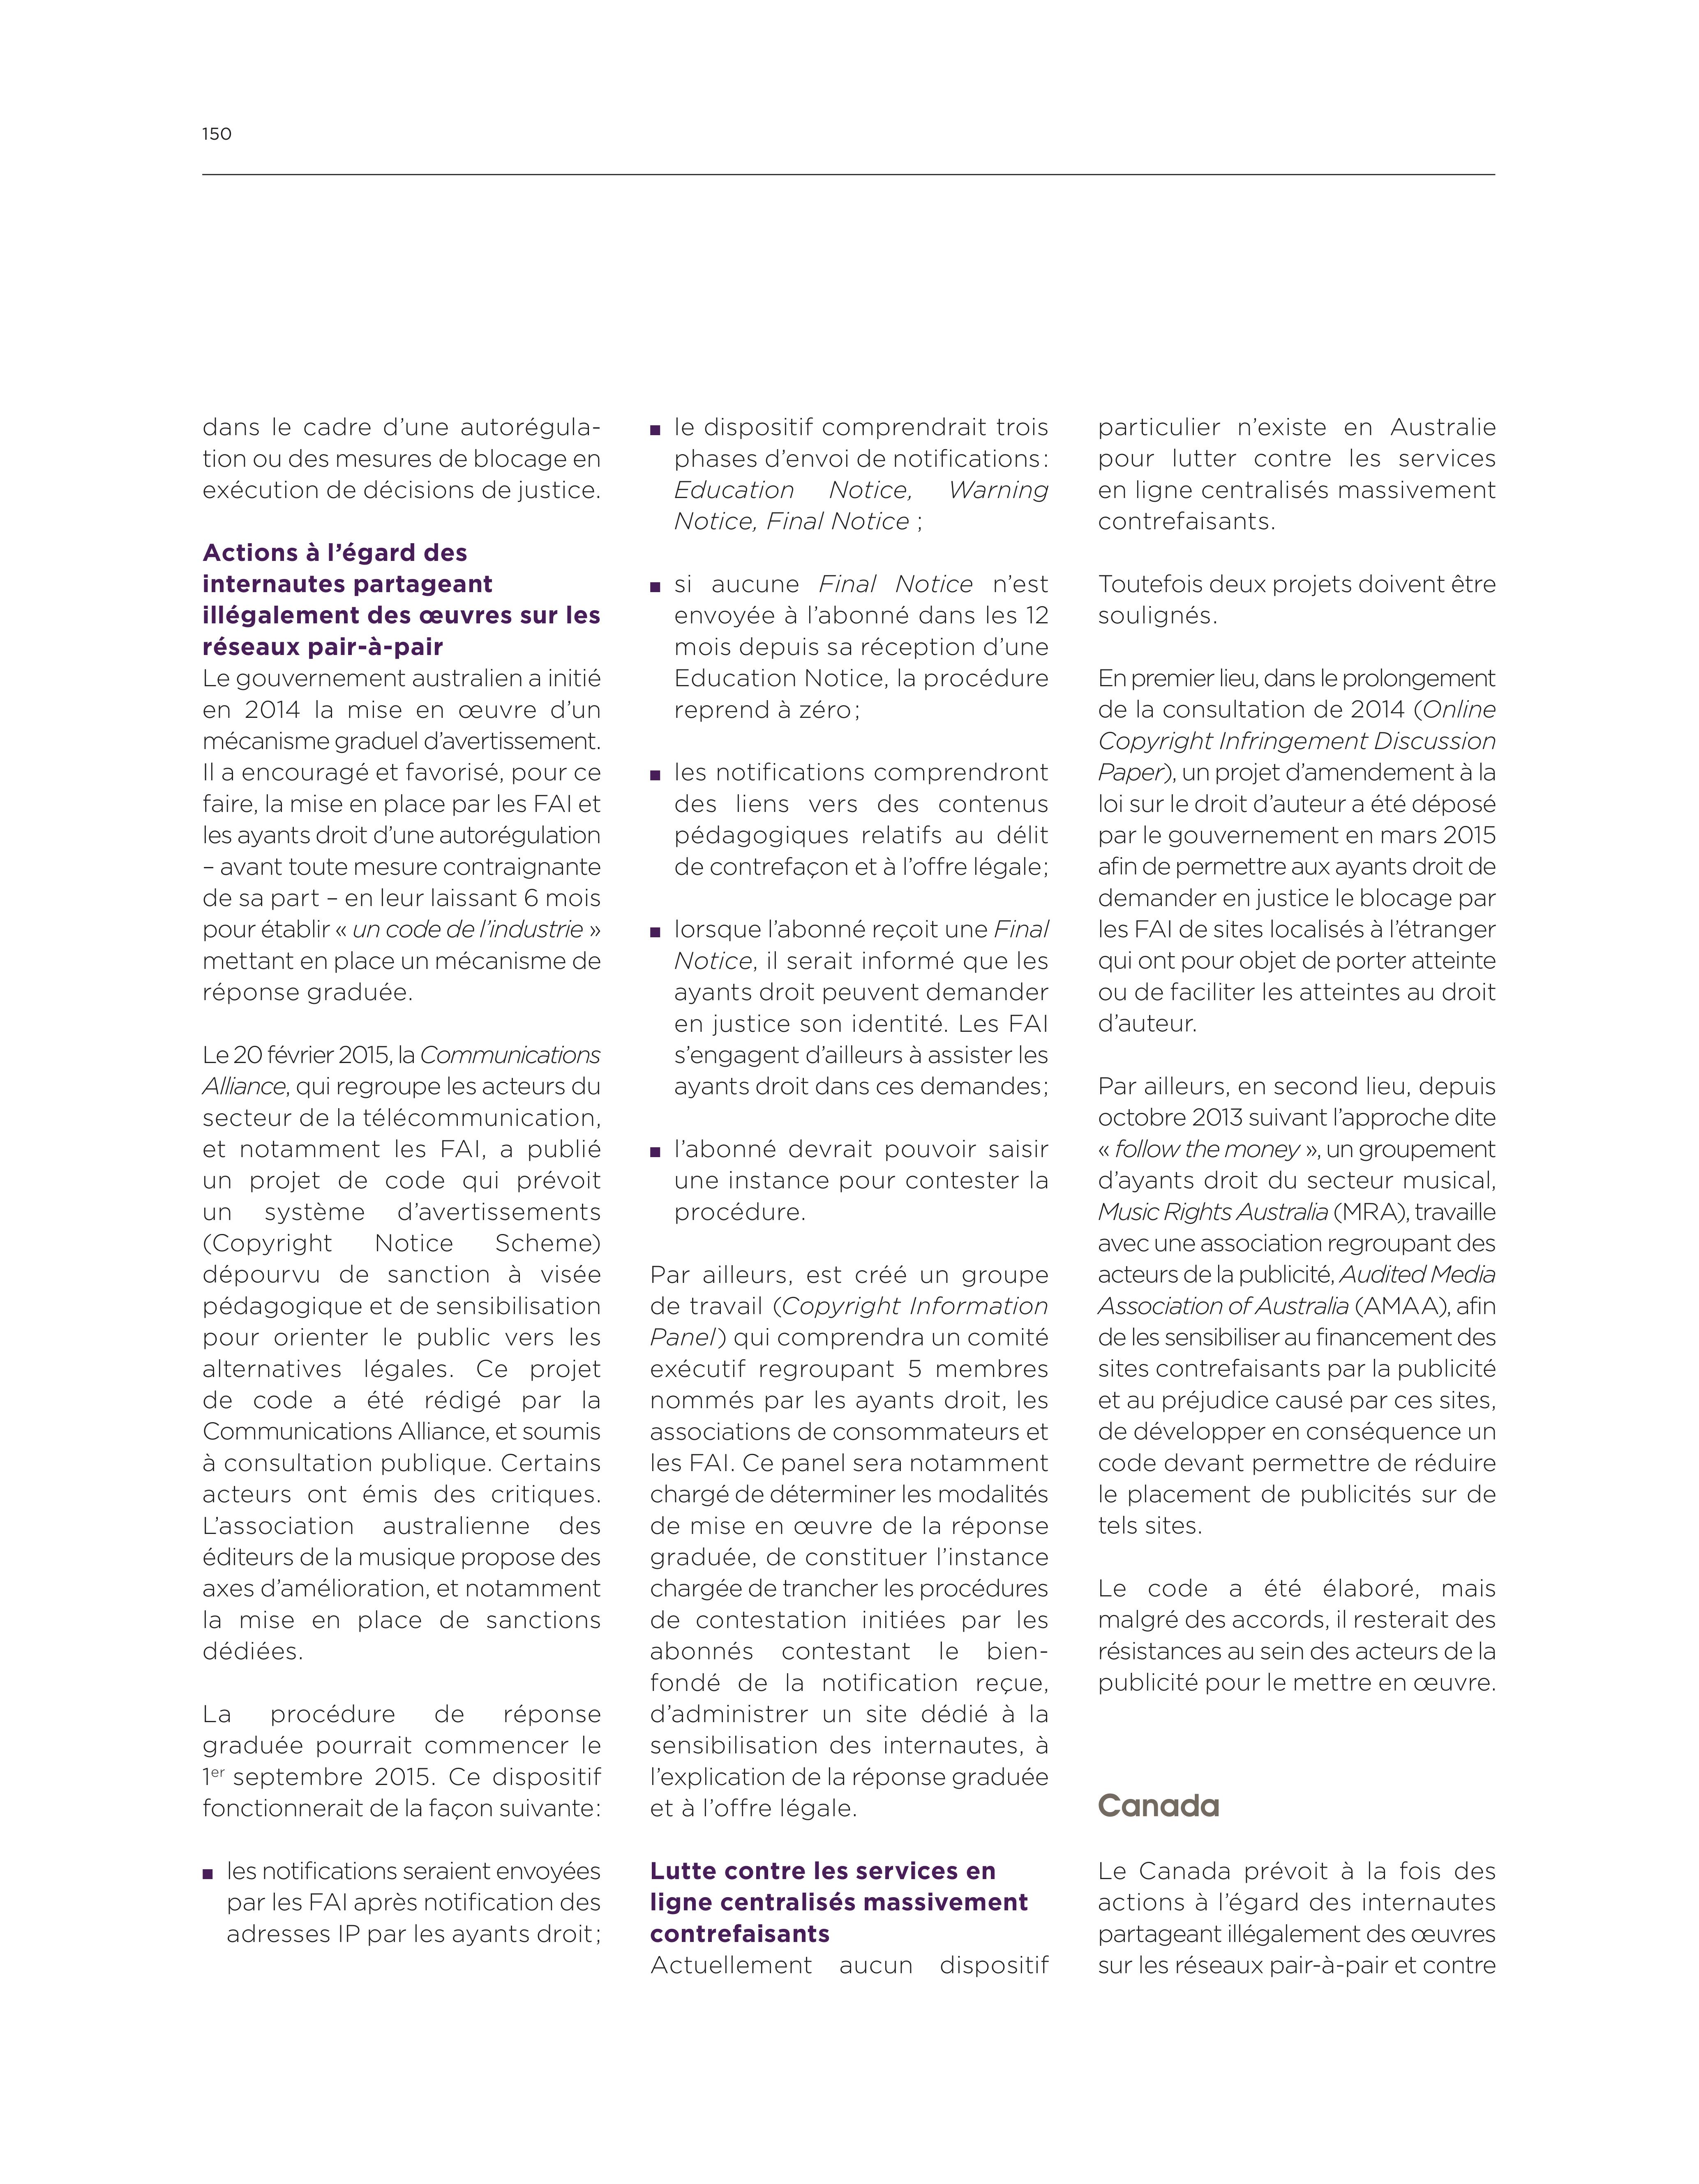 150
dans le cadre d’une autorégula-
tion ou des mesures de blocage en
exécution de décisions de justice.
Actions à l’égard des
internautes partageant
illégalement des œuvres sur les
réseaux pair-à-pair
Le gouvernement australien a initié
en 2014 la mise en œuvre d’un
mécanisme graduel d’avertissement.
Il a encouragé et favorisé, pour ce
faire, la mise en place par les FAI et
les ayants droit d’une autorégulation
– avant toute mesure contraignante
de sa part – en leur laissant 6 mois
pour établir « un code de l’industrie »
mettant en place un mécanisme de
réponse graduée.
Le 20 février 2015, la Communications
Alliance, qui regroupe les acteurs du
secteur de la télécommunication,
et notamment les FAI, a publié
un projet de code qui prévoit
un système d’avertissements
(Copyright Notice Scheme)
dépourvu de sanction à visée
pédagogique et de sensibilisation
pour orienter le public vers les
alternatives légales. Ce projet
de code a été rédigé par la
Communications Alliance, et soumis
à consultation publique. Certains
acteurs ont émis des critiques.
L’association australienne des
éditeurs de la musique propose des
axes d’amélioration, et notamment
la mise en place de sanctions
dédiées.
La procédure de réponse
graduée pourrait commencer le
1er septembre 2015. Ce dispositif
fonctionnerait de la façon suivante:
■ les notifications seraient envoyées
par les FAI après notification des
adresses IP par les ayants droit;
■ le dispositif comprendrait trois
phases d’envoi de notifications:
Education Notice, Warning
Notice, Final Notice ;
■ si aucune Final Notice n’est
envoyée à l’abonné dans les 12
mois depuis sa réception d’une
Education Notice, la procédure
reprend à zéro;
■ les notifications comprendront
des liens vers des contenus
pédagogiques relatifs au délit
de contrefaçon et à l’offre légale;
■ lorsque l’abonné reçoit une Final
Notice, il serait informé que les
ayants droit peuvent demander
en justice son identité. Les FAI
s’engagent d’ailleurs à assister les
ayants droit dans ces demandes;
■ l’abonné devrait pouvoir saisir
une instance pour contester la
procédure.
Par ailleurs, est créé un groupe
de travail (Copyright Information
Panel) qui comprendra un comité
exécutif regroupant 5 membres
nommés par les ayants droit, les
associations de consommateurs et
les FAI. Ce panel sera notamment
chargé de déterminer les modalités
de mise en œuvre de la réponse
graduée, de constituer l’instance
chargée de trancher les procédures
de contestation initiées par les
abonnés contestant le bien-
fondé de la notification reçue,
d’administrer un site dédié à la
sensibilisation des internautes, à
l’explication de la réponse graduée
et à l’offre légale.
Lutte contre les services en
ligne centralisés massivement
contrefaisants
Actuellement aucun dispositif
particulier n’existe en Australie
pour lutter contre les services
en ligne centralisés massivement
contrefaisants.
Toutefois deux projets doivent être
soulignés.
En premier lieu, dans le prolongement
de la consultation de 2014 (Online
Copyright Infringement Discussion
Paper), un projet d’amendement à la
loi sur le droit d’auteur a été déposé
par le gouvernement en mars 2015
afin de permettre aux ayants droit de
demander en justice le blocage par
les FAI de sites localisés à l’étranger
qui ont pour objet de porter atteinte
ou de faciliter les atteintes au droit
d’auteur.
Par ailleurs, en second lieu, depuis
octobre 2013 suivant l’approche dite
« follow the money », un groupement
d’ayants droit du secteur musical,
Music Rights Australia (MRA), travaille
avec une association regroupant des
acteurs de la publicité, Audited Media
Association of Australia (AMAA), afin
de les sensibiliser au financement des
sites contrefaisants par la publicité
et au préjudice causé par ces sites,
de développer en conséquence un
code devant permettre de réduire
le placement de publicités sur de
tels sites.
Le code a été élaboré, mais
malgré des accords, il resterait des
résistances au sein des acteurs de la
publicité pour le mettre en œuvre.
Canada
Le Canada prévoit à la fois des
actions à l’égard des internautes
partageant illégalement des œuvres
sur les réseaux pair-à-pair et contre